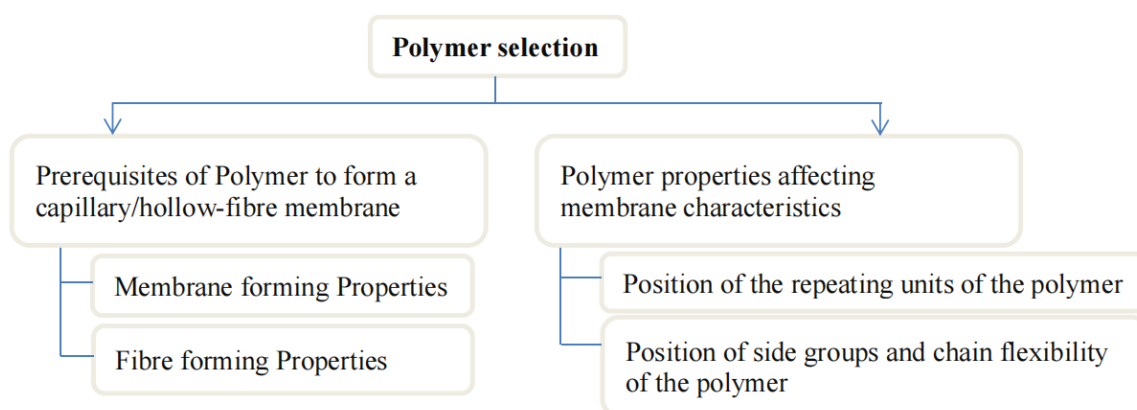 Polymer selection
Prerequisites of Polymer to form a
capillary/hollow-fibre membrane
Membrane forming Properties
Fibre forming Properties
Polymer properties affecting
membrane characteristics
Position of the repeating units of the polymer
Position of side groups and chain flexibility
of the polymer